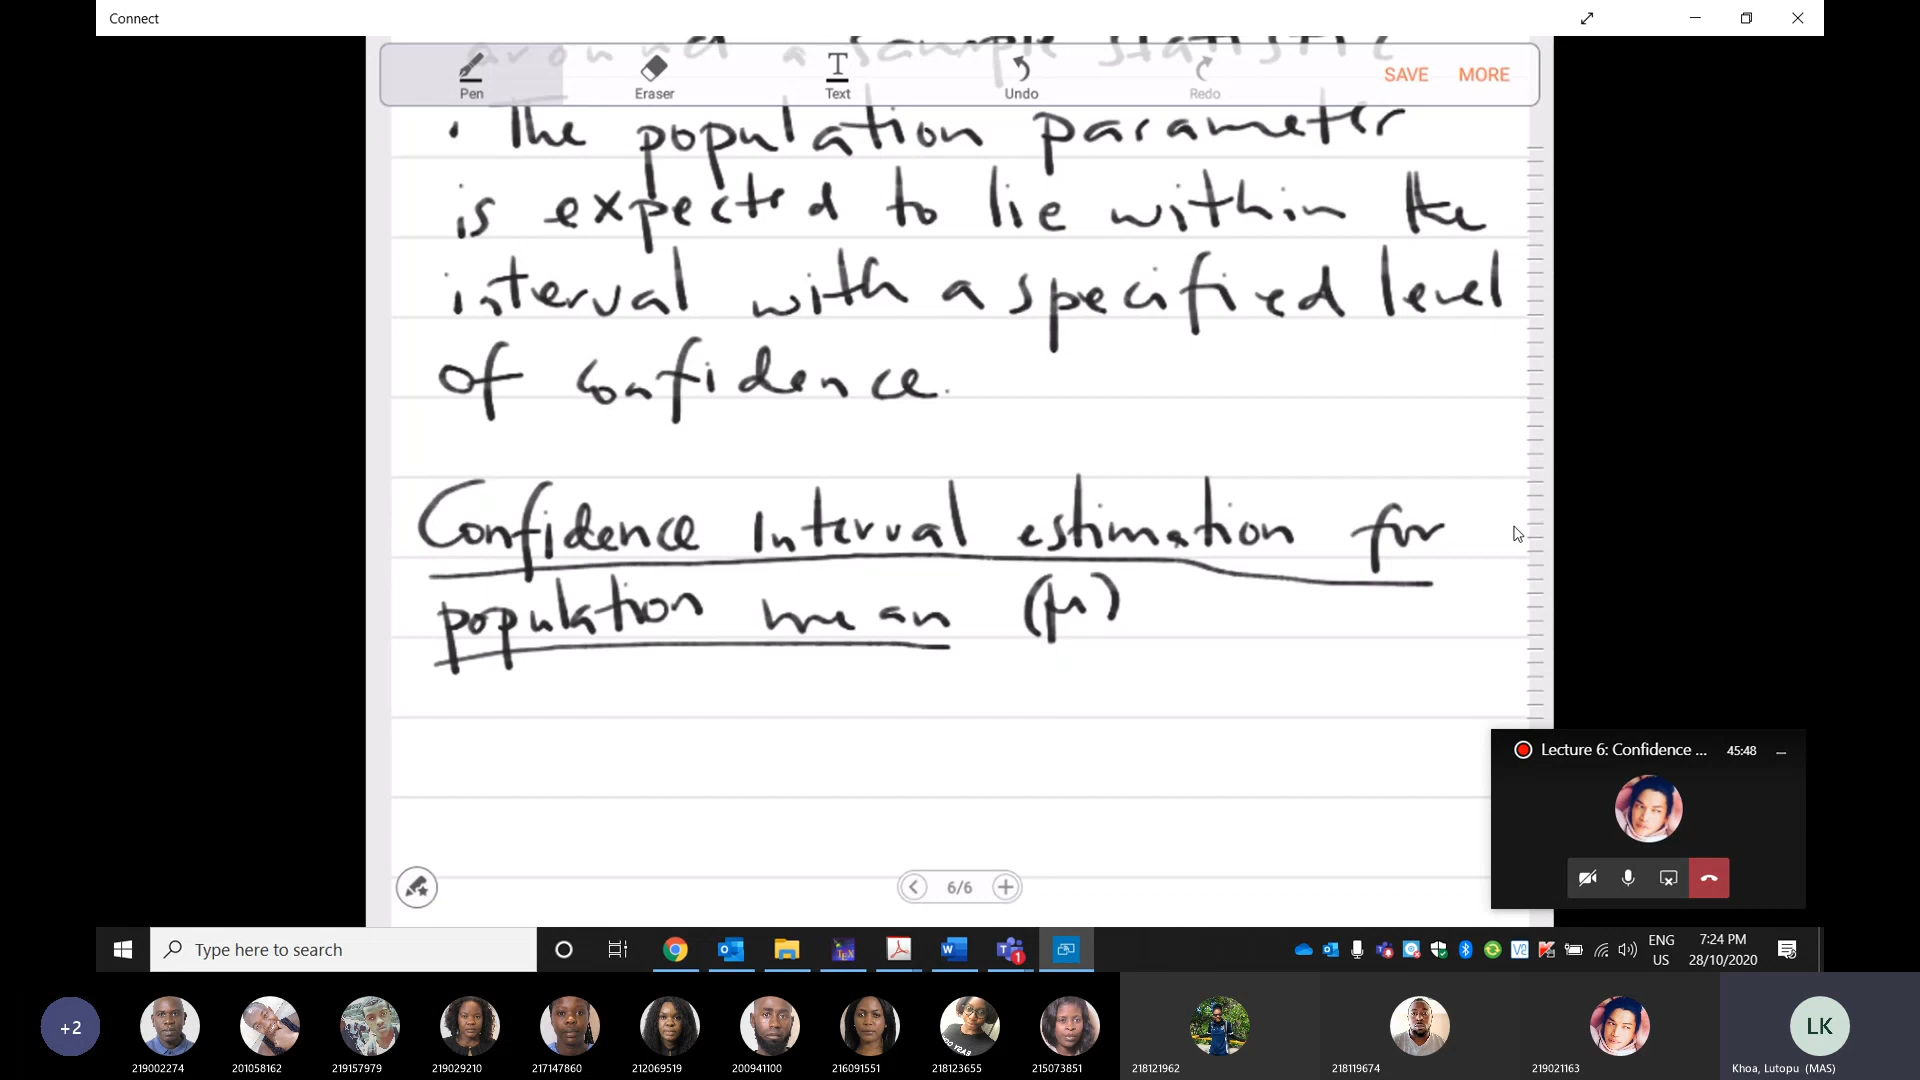 Connect
around a sample statistic
Pen
Eraser
Text
Undo
Redo
SAVE
MORE
· The population parameter
is expected to lie within the
interval with a specified level
of confidence.
Confidence Interval estimation for
population mean (μ)
Lecture 6: Confidence ...
45:48
6/6
Type here to search
ENG
US
7:24 PM
28/10/2020
+2
219002274
201058162
219157979
219029210
217147860
212069519
200941100
216091551
218123655
215073851
218121962
218119674
219021163
LK
Khoa, Lutopu (MAS)